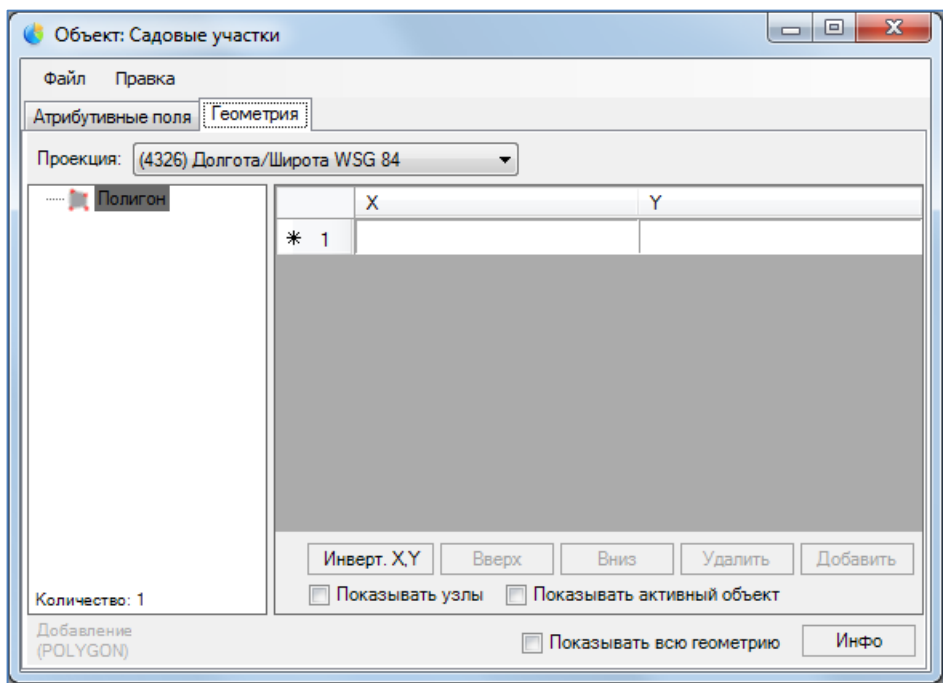 Объект: Садовые участки
Файл Правка
Атрибутивные поля Геометрия
Проекция: (4326) Долгота/Широта WSG 84
Полигон
X Y
* 1
Инверт. X,Y Вверх Вниз Удалить Добавить
Показывать узлы Показывать активный объект
Количество: 1
Добавление
(POLYGON)
Показывать всю геометрию Инфо